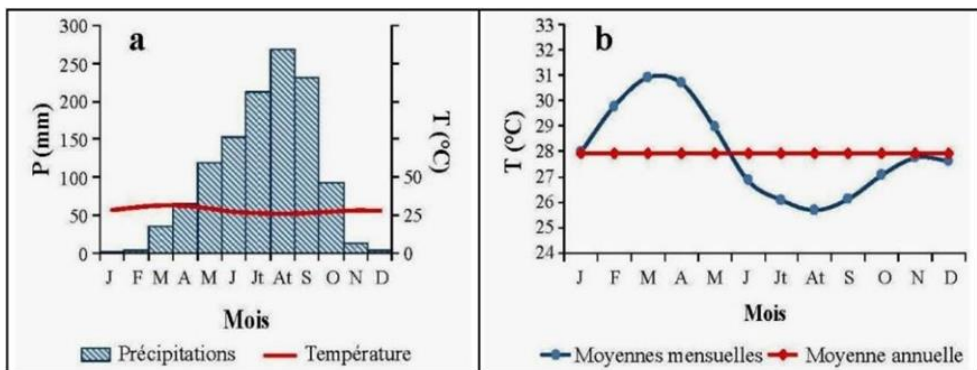 a
P (mm)
300
250
200
150
100
50
0
T (°C)
50
25
0
J F M A M J Jt At S O N D
Mois
Précipitations Température
b
T (°C)
33
32
31
30
29
28
27
26
25
24
J F M A M J Jt At S O N D
Mois
Moyennes mensuelles Moyenne annuelle